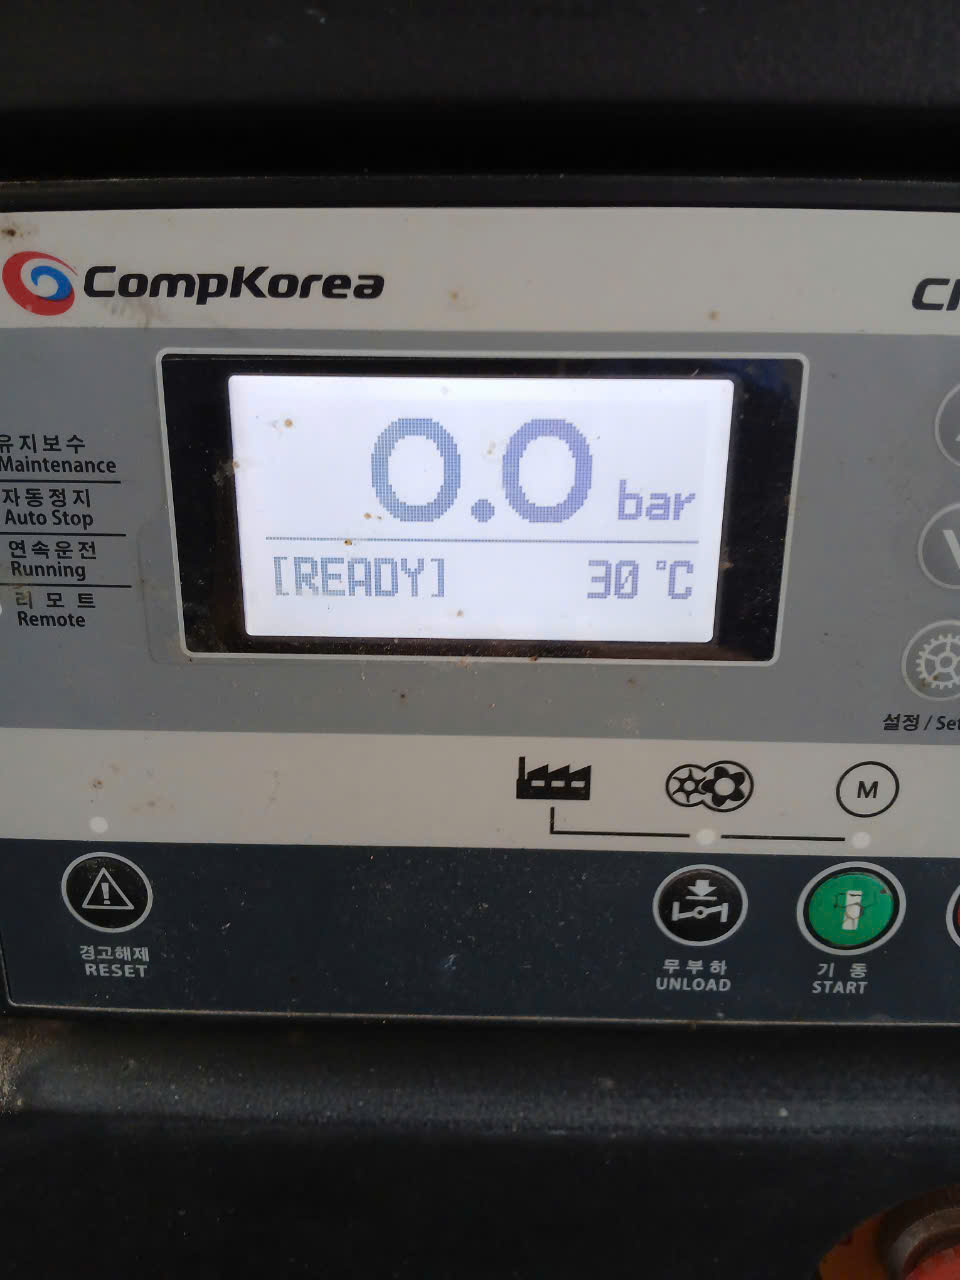 CompKorea
유지보수
Maintenance
자동정지
Auto Stop
연속운전
Running
리모트
Remote
0.0 bar
[READY] 30 °C
설정 / Set
M
경고해제
RESET
무부하
UNLOAD
기동
START